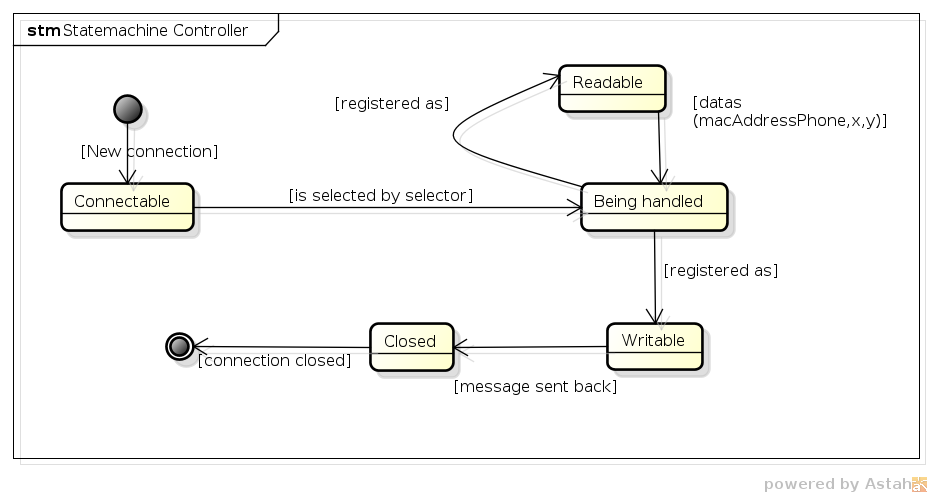 stm Statemachine Controller
Readable
[registered as]
[datas
(macAddressPhone,x,y)]
[New connection]
Connectable
[is selected by selector]
Being handled
[registered as]
Writable
Closed
[connection closed]
[message sent back]
powered by Astah